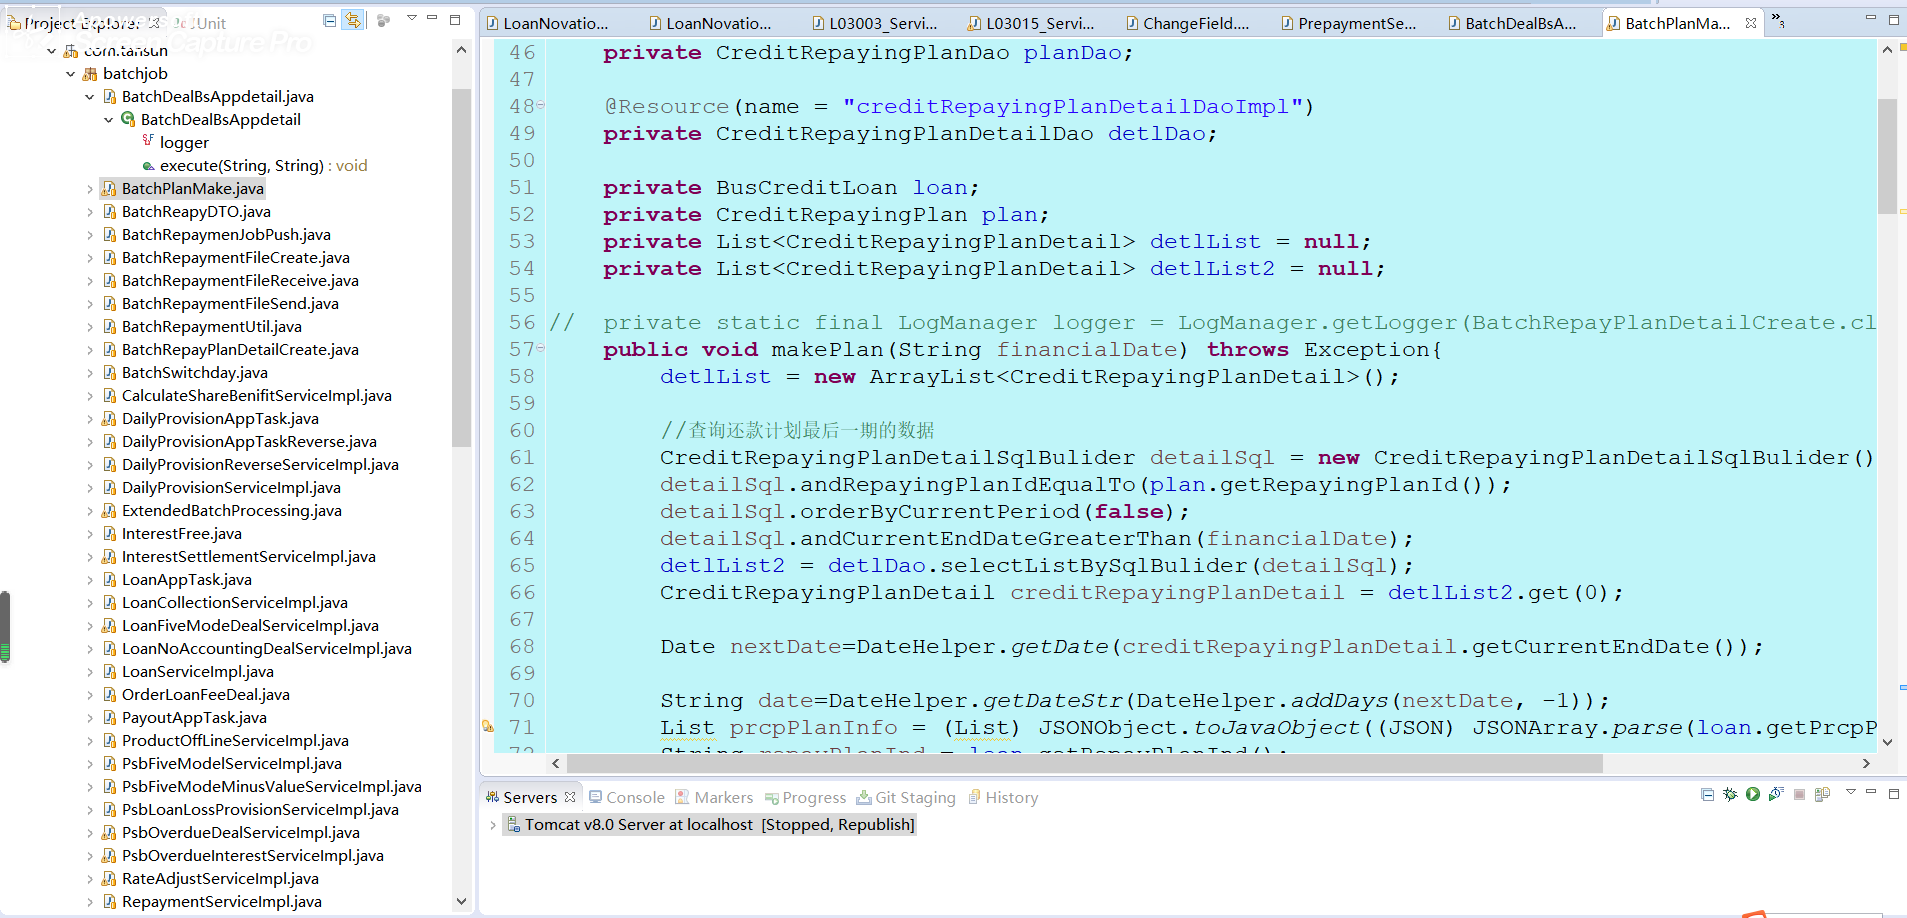 Project Explorer
JUnit
com.tansun
batchjob
BatchDealBsAppdetail.java
BatchDealBsAppdetail
logger
execute(String, String) : void
BatchPlanMake.java
BatchReapyDTO.java
BatchRepaymenJobPush.java
BatchRepaymentFileCreate.java
BatchRepaymentFileReceive.java
BatchRepaymentFileSend.java
BatchRepaymentUtil.java
BatchRepayPlanDetailCreate.java
BatchSwitchday.java
CalculateShareBenifitServiceImpl.java
DailyProvisionAppTask.java
DailyProvisionAppTaskReverse.java
DailyProvisionReverseServiceImpl.java
DailyProvisionServiceImpl.java
ExtendedBatchProcessing.java
InterestFree.java
InterestSettlementServiceImpl.java
LoanAppTask.java
LoanCollectionServiceImpl.java
LoanFiveModeDealServiceImpl.java
LoanNoAccountingDealServiceImpl.java
LoanServiceImpl.java
OrderLoanFeeDeal.java
PayoutAppTask.java
ProductOffLineServiceImpl.java
PsbFiveModelServiceImpl.java
PsbFiveModeMinusValueServiceImpl.java
PsbLoanLossProvisionServiceImpl.java
PsbOverdueDealServiceImpl.java
PsbOverdueInterestServiceImpl.java
RateAdjustServiceImpl.java
RepaymentServiceImpl.java
LoanNovatio... LoanNovatio... L03003_Servi... L03015_Servi... ChangeField.... PrepaymentSe... BatchDealBsA... BatchPlanMa... »3
46 private CreditRepayingPlanDao planDao;
47
48 @Resource(name = "creditRepayingPlanDetailDaoImpl")
49 private CreditRepayingPlanDetailDao detlDao;
50
51 private BusCreditLoan loan;
52 private CreditRepayingPlan plan;
53 private List<CreditRepayingPlanDetail> detlList = null;
54 private List<CreditRepayingPlanDetail> detlList2 = null;
55
56 // private static final LogManager logger = LogManager.getLogger(BatchRepayPlanDetailCreate.cl
57 public void makePlan(String financialDate) throws Exception{
58 detlList = new ArrayList<CreditRepayingPlanDetail>();
59
60 //查询还款计划最后一期的数据
61 CreditRepayingPlanDetailSqlBulider detailSql = new CreditRepayingPlanDetailSqlBulider()
62 detailSql.andRepayingPlanIdEqualTo(plan.getRepayingPlanId());
63 detailSql.orderByCurrentPeriod(false);
64 detailSql.andCurrentEndDateGreaterThan(financialDate);
65 detlList2 = detlDao.selectListBySqlBulider(detailSql);
66 CreditRepayingPlanDetail creditRepayingPlanDetail = detlList2.get(0);
67
68 Date nextDate=DateHelper.getDate(creditRepayingPlanDetail.getCurrentEndDate());
69
70 String date=DateHelper.getDateStr(DateHelper.addDays(nextDate, -1));
71 List prcpPlanInfo = (List) JSONObject.toJavaObject((JSON) JSONArray.parse(loan.getPrcpP
72 String repayPlanInd = loan.getRepayPlanInd();
Servers Console Markers Progress Git Staging History
Tomcat v8.0 Server at localhost [Stopped, Republish]